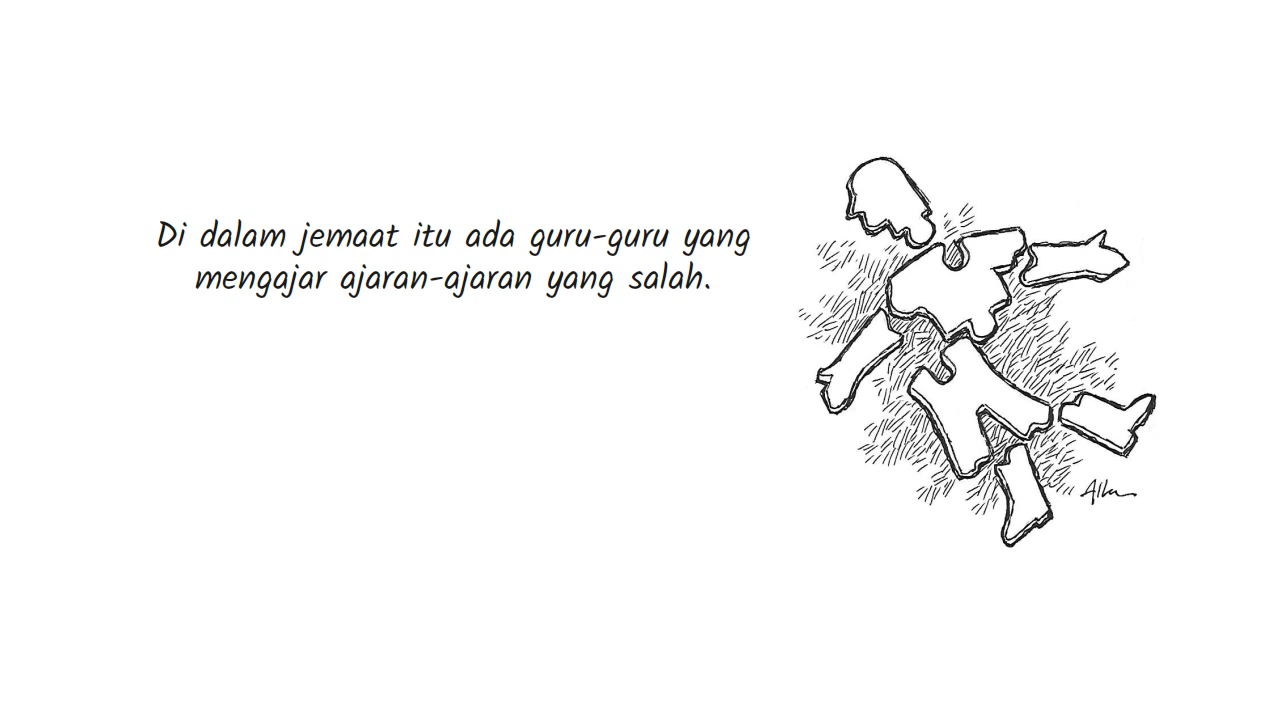 Di dalam jemaat itu ada guru-guru yang
mengajar ajaran-ajaran yang salah.